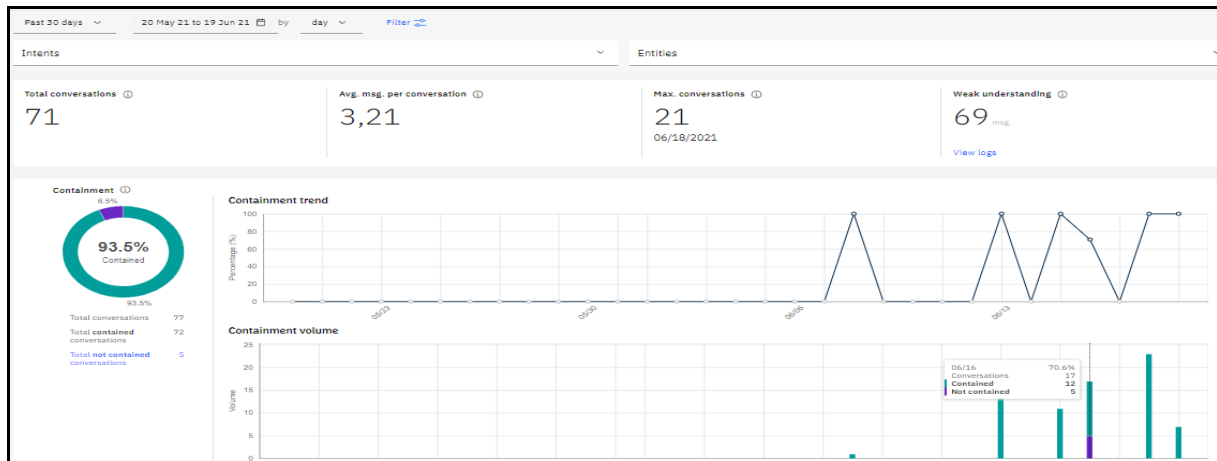 Past 30 days 20 May 21 to 19 Jun 21 by day Filter
Intents Entities
Total conversations Avg. msg. per conversation Max. conversations Weak understanding
71 3,21 21 69 msg.
06/18/2021
View logs
Containment
6.5%
93.5%
Contained
93.5%
Total conversations 77
Total contained conversations 72
Total not contained conversations 5
Containment trend
Percentage (%)
100
80
60
40
20
0
05/23 05/30 06/06 06/13
Containment volume
Volume
25
20
15
10
5
0
06/16 70.6%
Conversations 17
Contained 12
Not contained 5